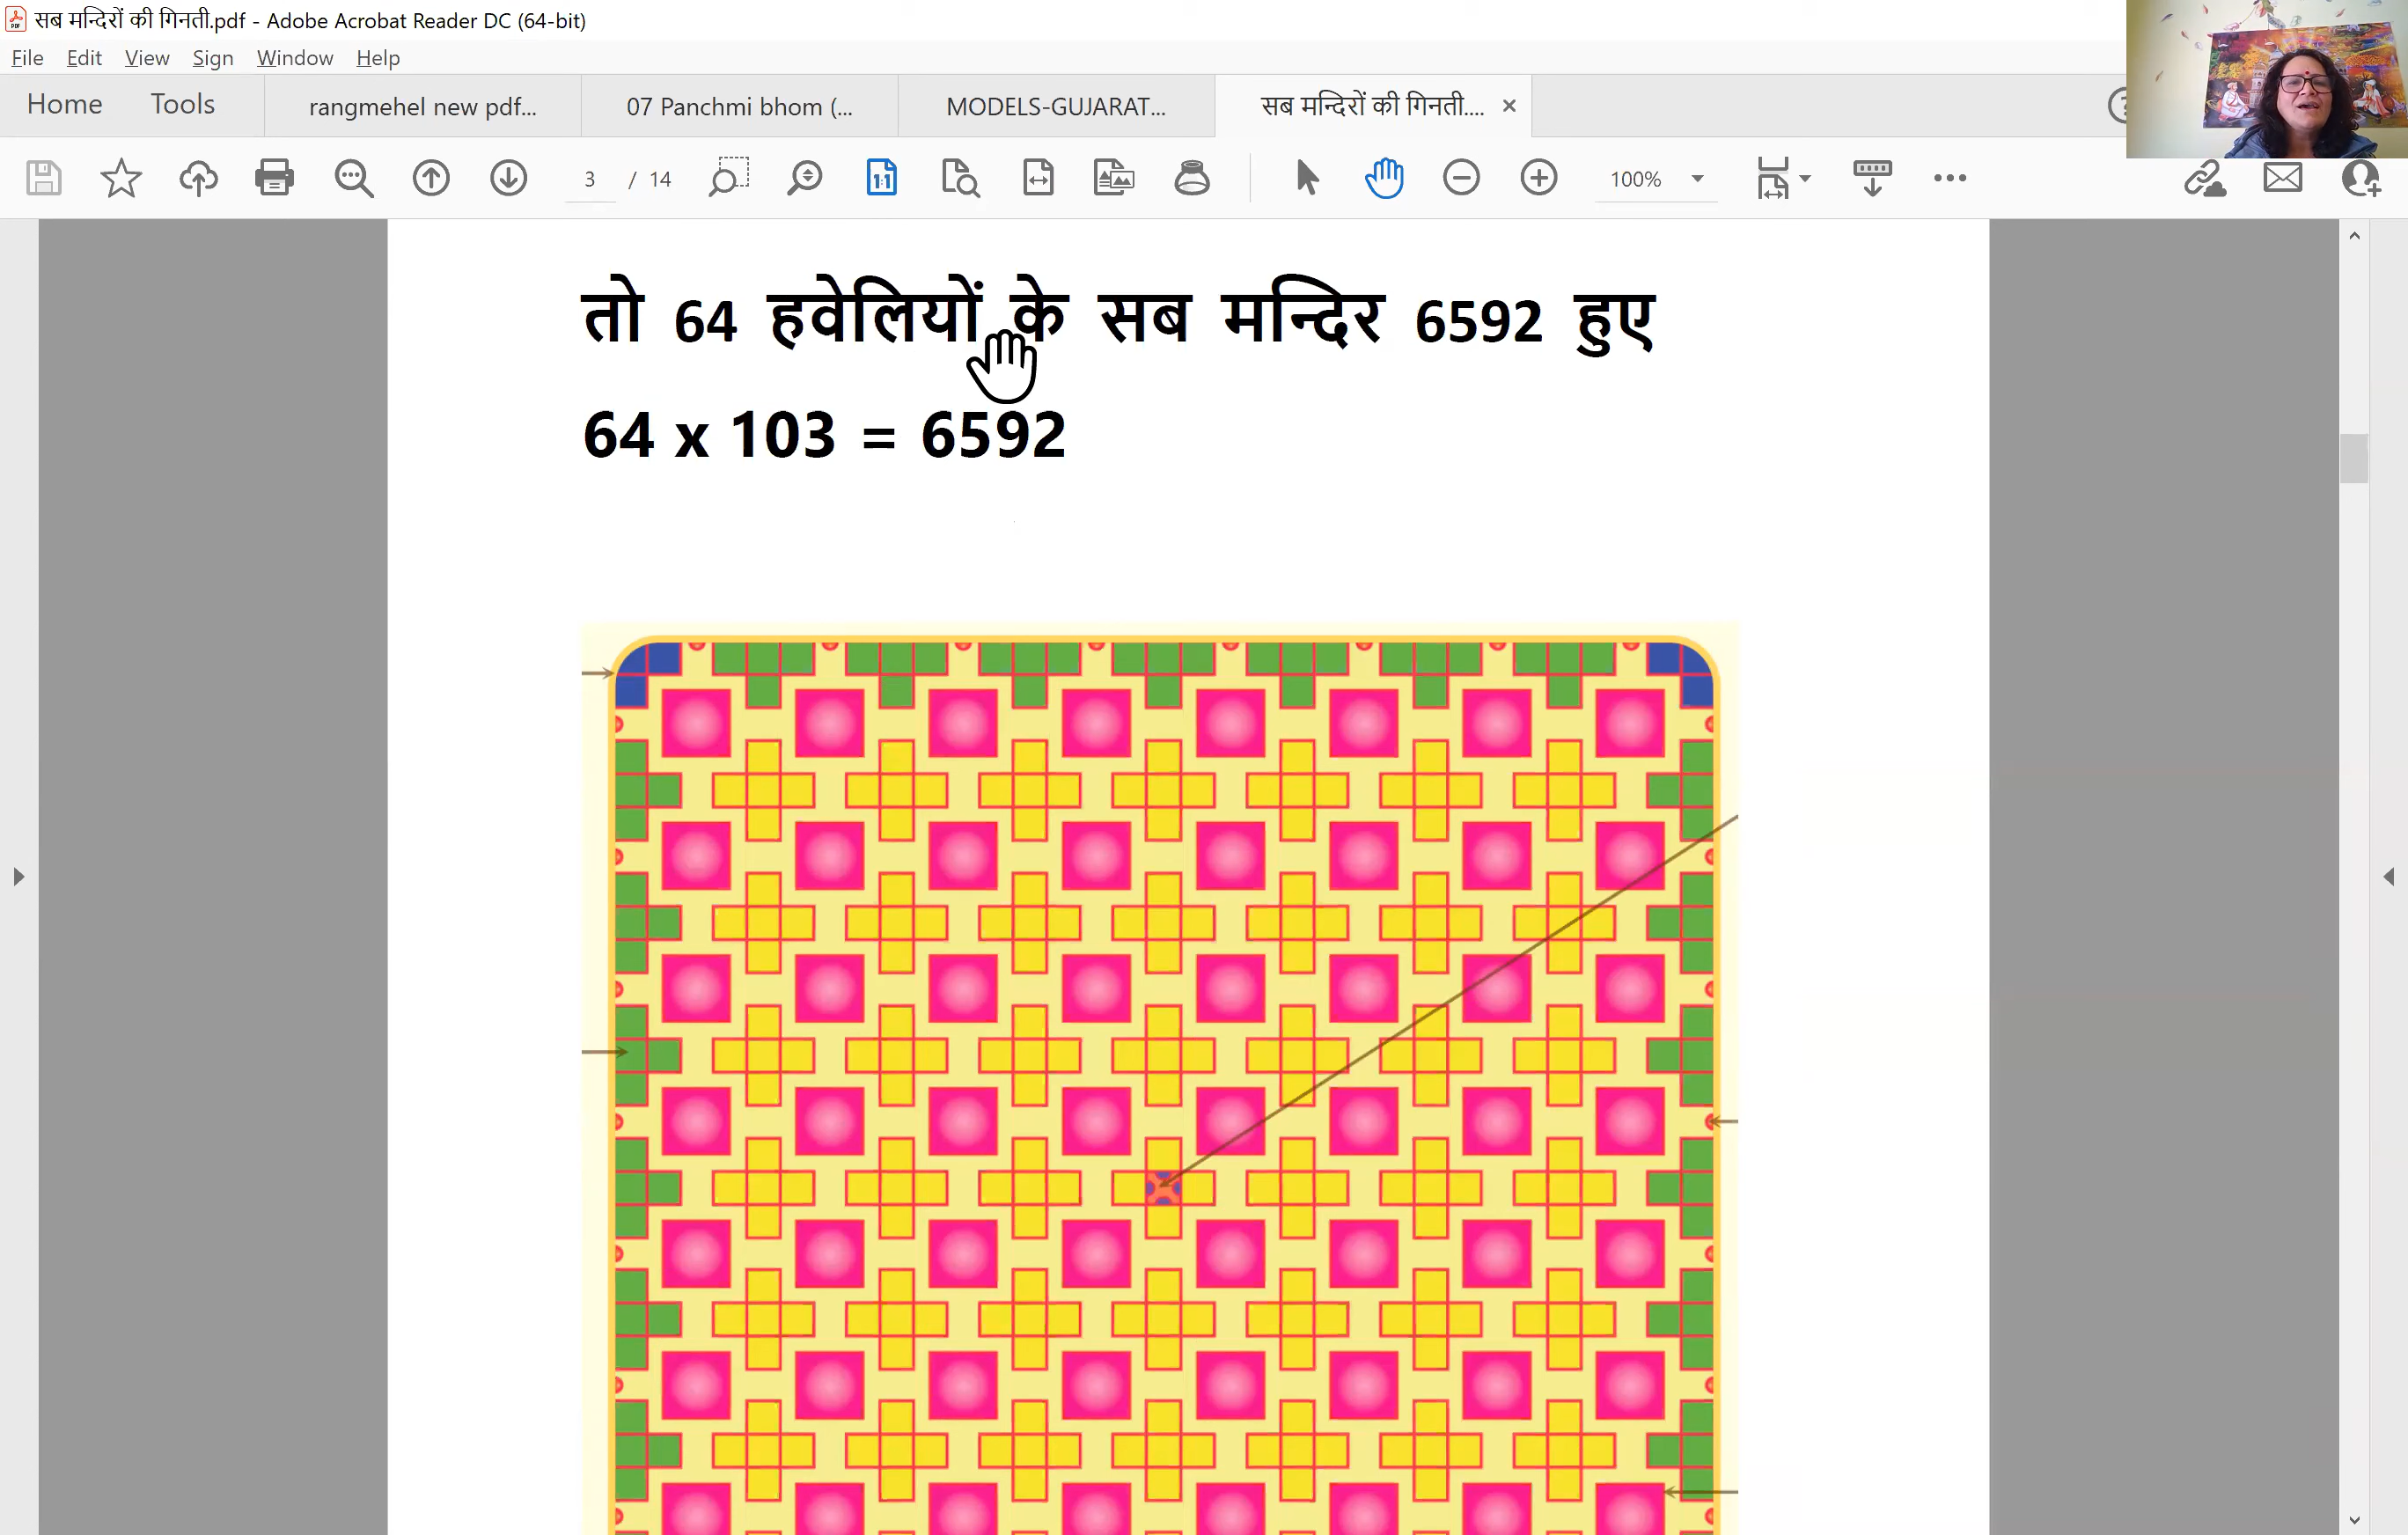 सब मन्दिरों की गिनती.pdf - Adobe Acrobat Reader DC (64-bit)
File Edit View Sign Window Help
Home Tools rangmehel new pdf... 07 Panchmi bhom (... MODELS-GUJARAT... सब मन्दिरों की गिनती....
3 / 14 1:1 100%
तो 64 हवेलियों के सब मन्दिर 6592 हुए
64 x 103 = 6592